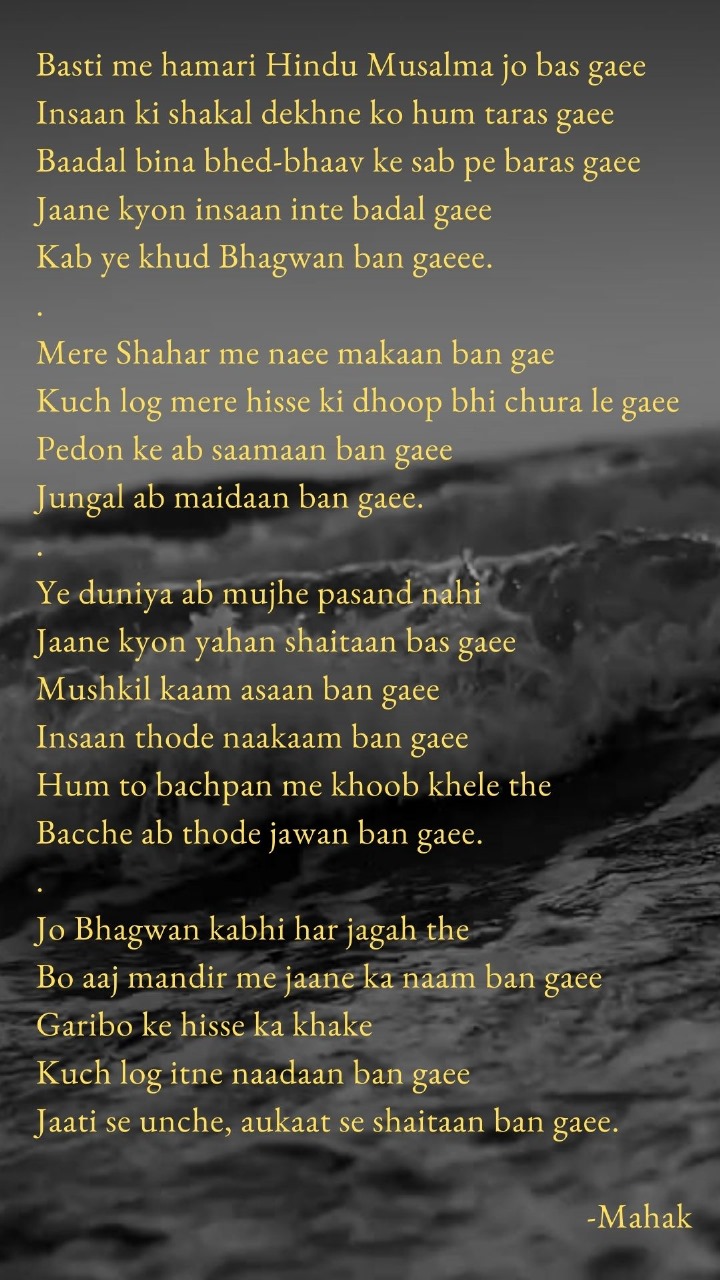 Basti me hamari Hindu Musalma jo bas gaee
Insaan ki shakal dekhne ko hum taras gaee
Baadal bina bhed-bhaav ke sab pe baras gaee
Jaane kyon insaan inte badal gaee
Kab ye khud Bhagwan ban gaeee.
.
Mere Shahar me naee makaan ban gae
Kuch log mere hisse ki dhoop bhi chura le gaee
Pedon ke ab saamaan ban gaee
Jungal ab maidaan ban gaee.
.
Ye duniya ab mujhe pasand nahi
Jaane kyon yahan shaitaan bas gaee
Mushkil kaam asaan ban gaee
Insaan thode naakaam ban gaee
Hum to bachpan me khoob khele the
Bacche ab thode jawan ban gaee.
.
Jo Bhagwan kabhi har jagah the
Bo aaj mandir me jaane ka naam ban gaee
Garibo ke hisse ka khake
Kuch log itne naadaan ban gaee
Jaati se unche, aukaat se shaitaan ban gaee.
-Mahak